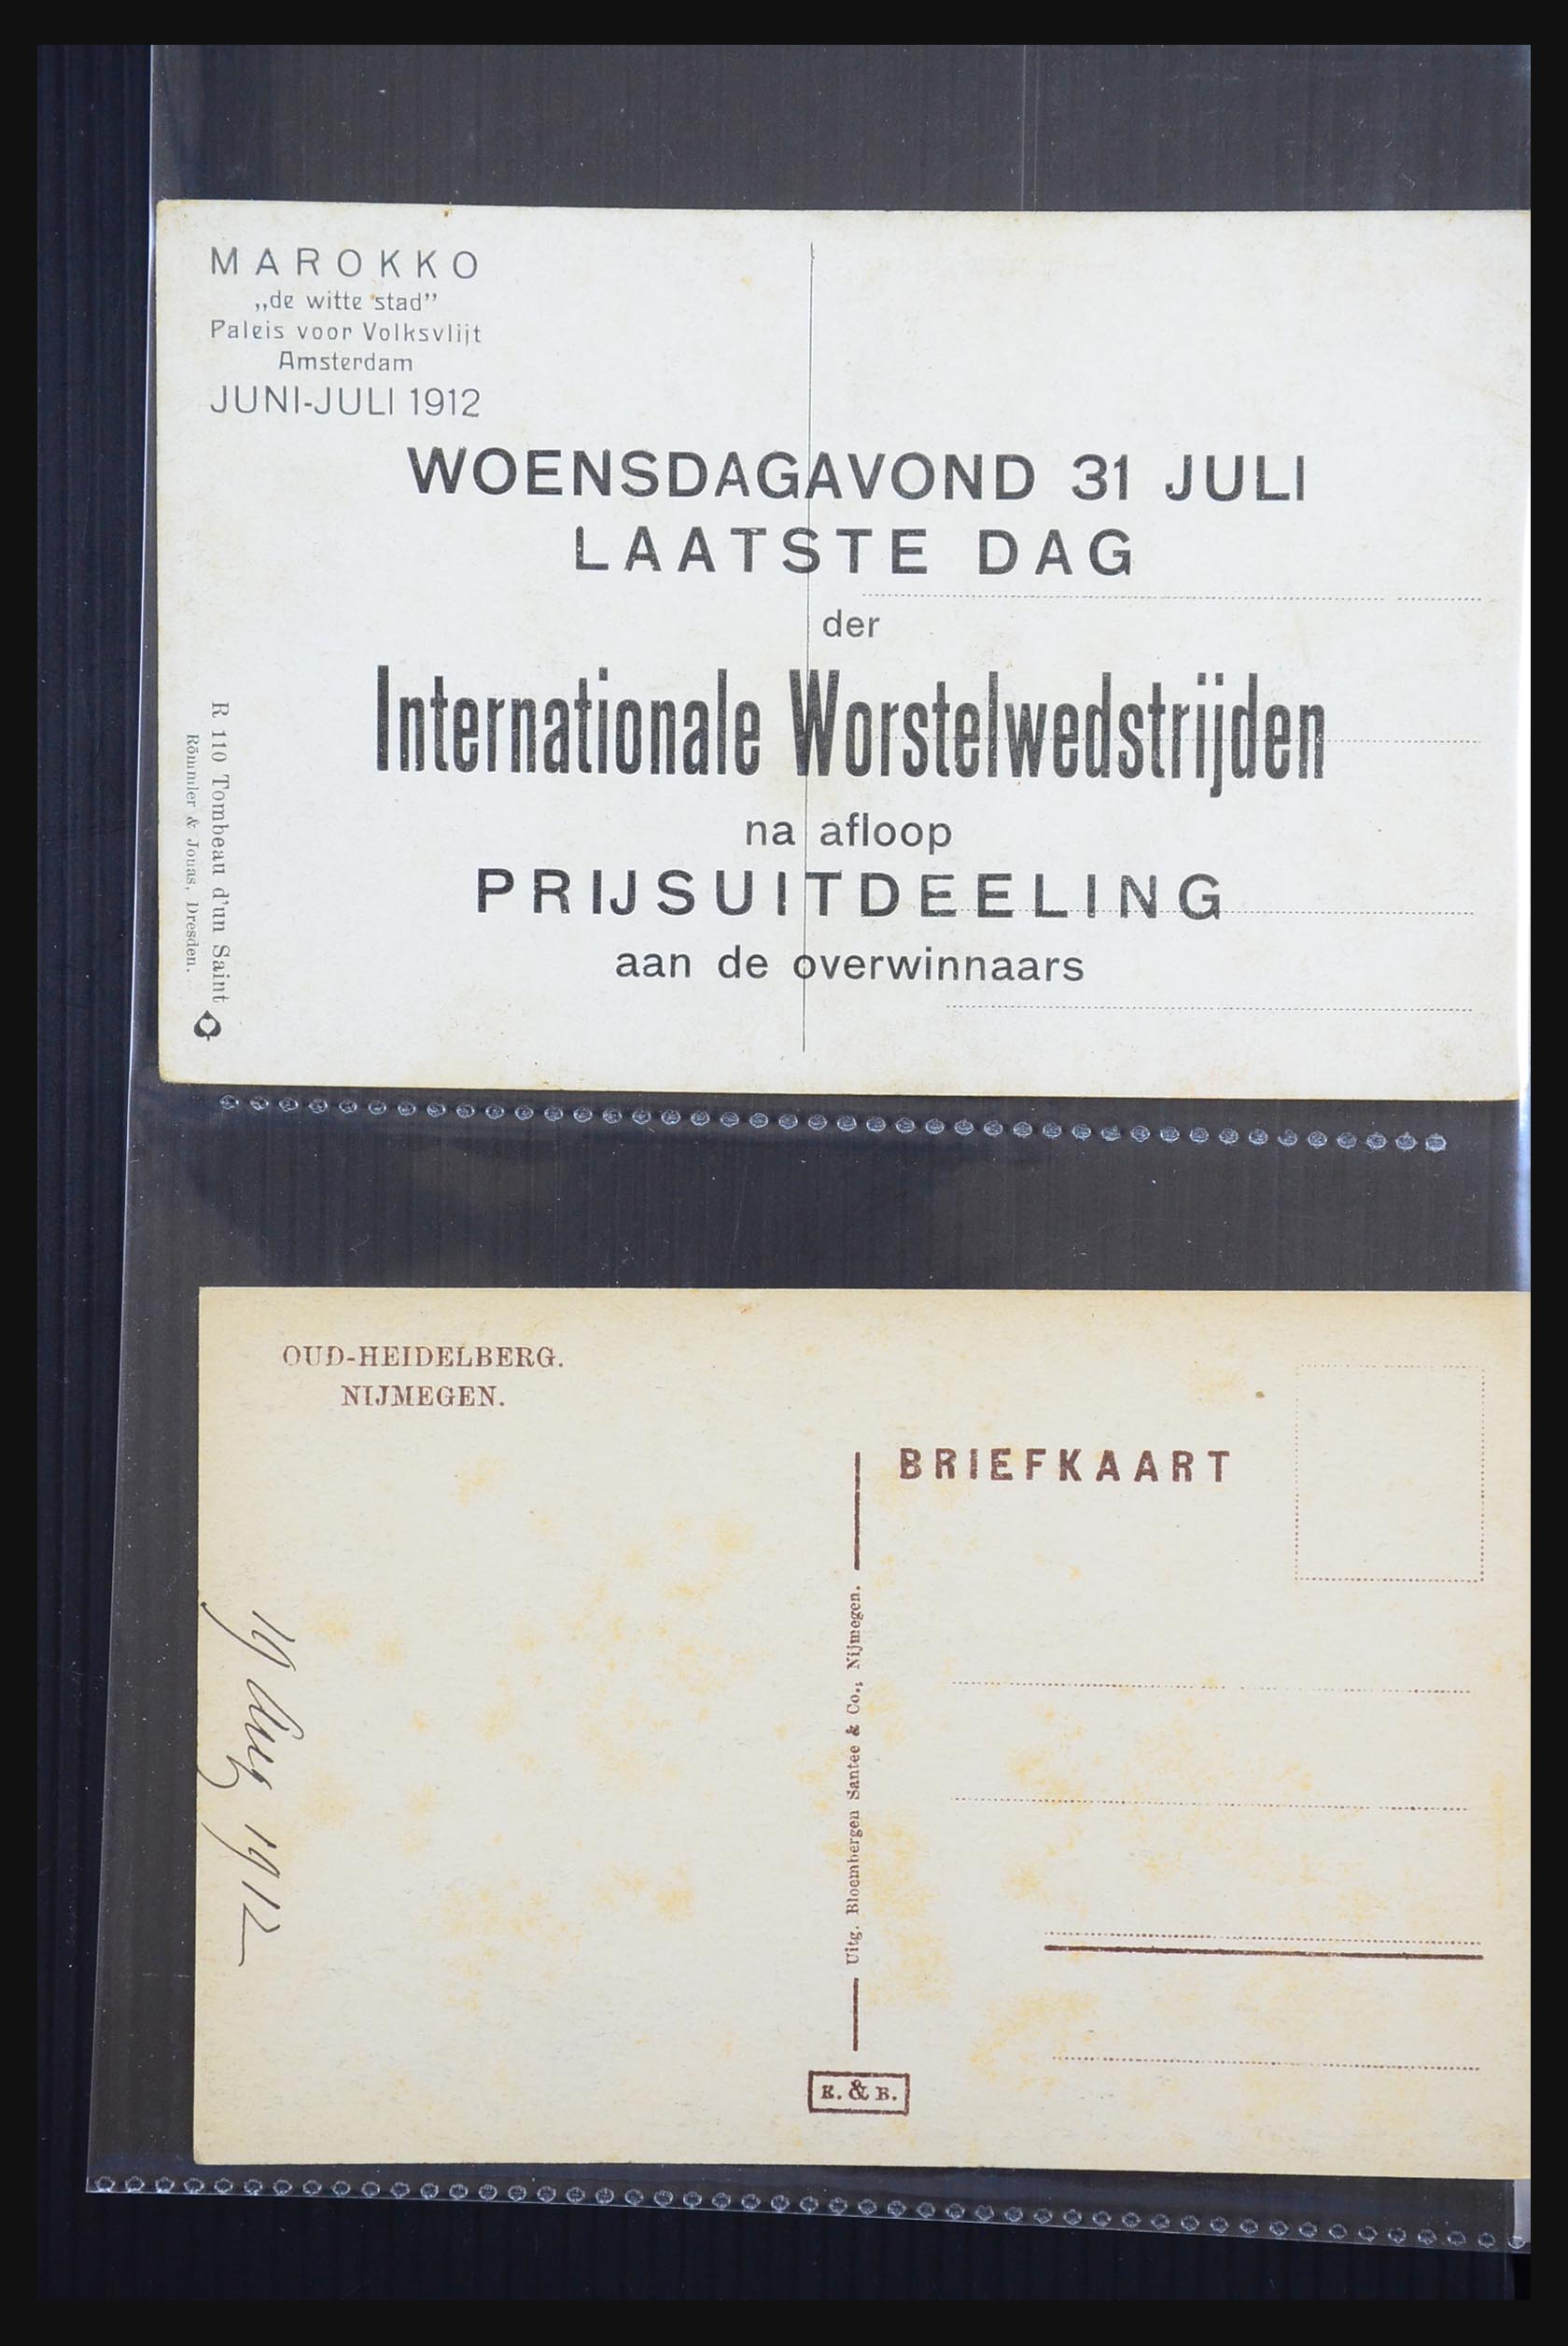 MAROKKO
„de witte stad”
Paleis voor Volksvlijt
Amsterdam
JUNI-JULI 1912
WOENSDAGAVOND 31 JULI
LAATSTE DAG
der
Internationale Worstelwedstrijden
na afloop
PRIJSUITDEELING
aan de overwinnaars
R 110 Tombeau d'un Saint
Römmler & Jonas, Dresden.
OUD-HEIDELBERG.
NIJMEGEN.
BRIEFKAART
Uitg. Bloembergen Santee & Co., Nijmegen.
E. & B.
19 Aug 1912